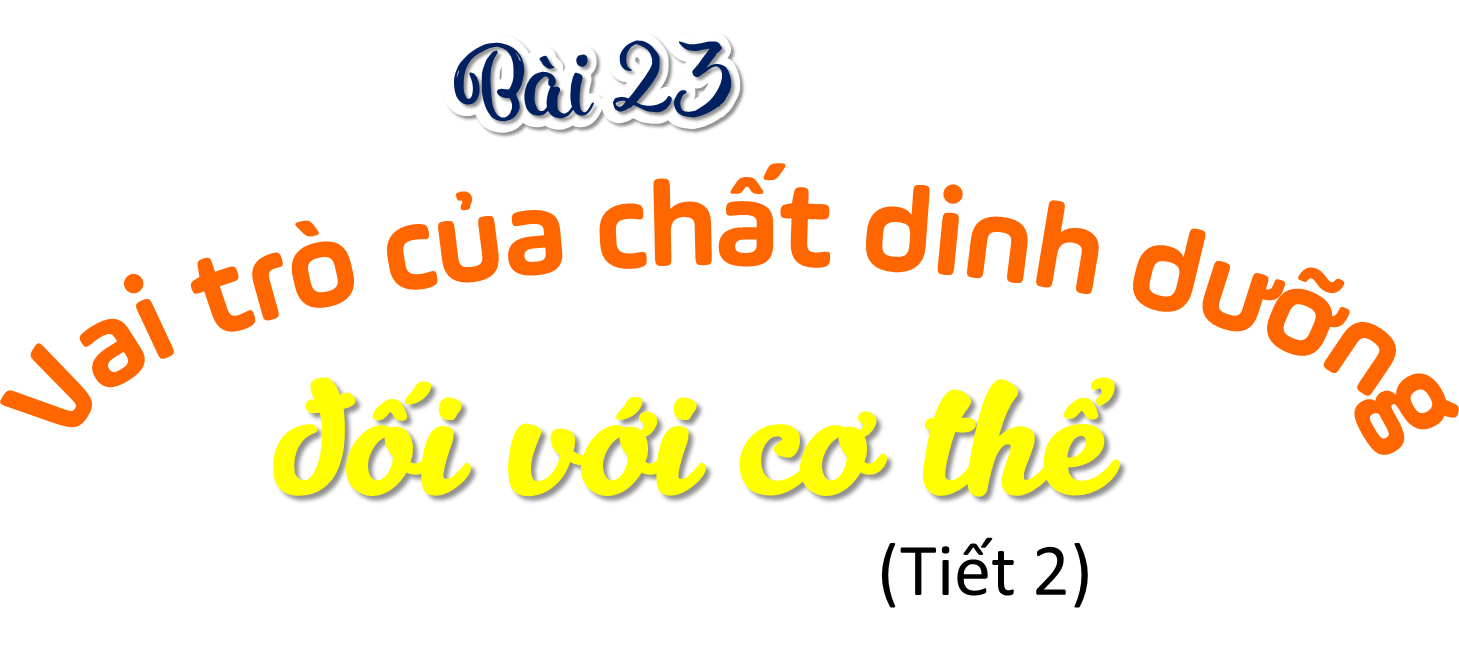 Bài 23
Vai trò của chất dinh dưỡng
đối với cơ thể
(Tiết 2)